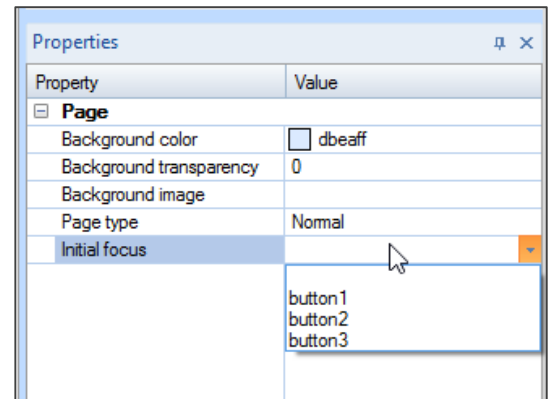 Properties
Property Value
Page
Background color dbeaff
Background transparency 0
Background image
Page type Normal
Initial focus
button1
button2
button3